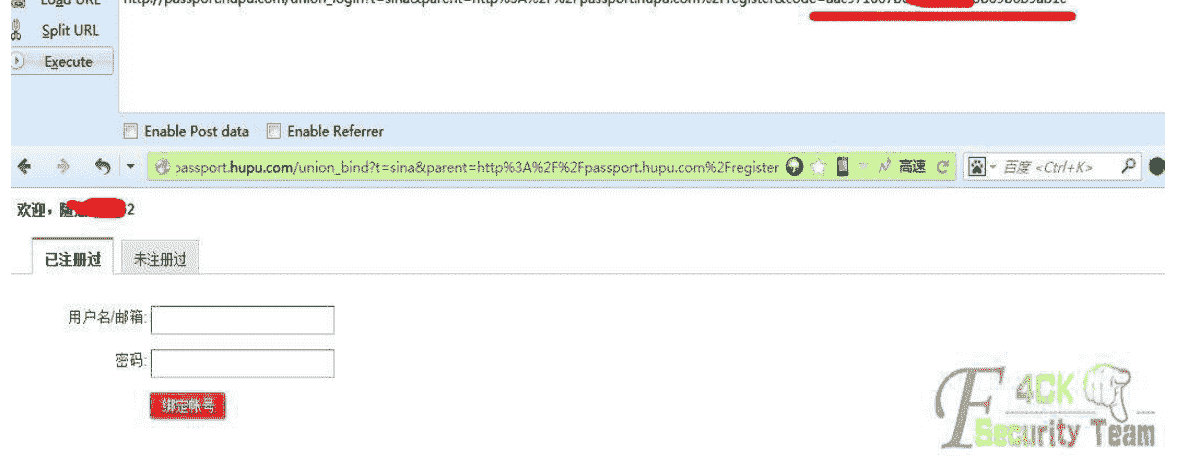 Load URL
http://passport.hupu.com/union_login?t=sina&parent=http%3A%2F%2Fpassport.hupu.com%2Fregister&code=
Split URL
Execute
Enable Post data Enable Referrer
passport.hupu.com/union_bind?t=sina&parent=http%3A%2F%2Fpassport.hupu.com%2Fregister 高速 百度 <Ctrl+K>
欢迎, 2
已注册过 未注册过
用户名/邮箱:
密码:
绑定账号
F4CK
Security Team